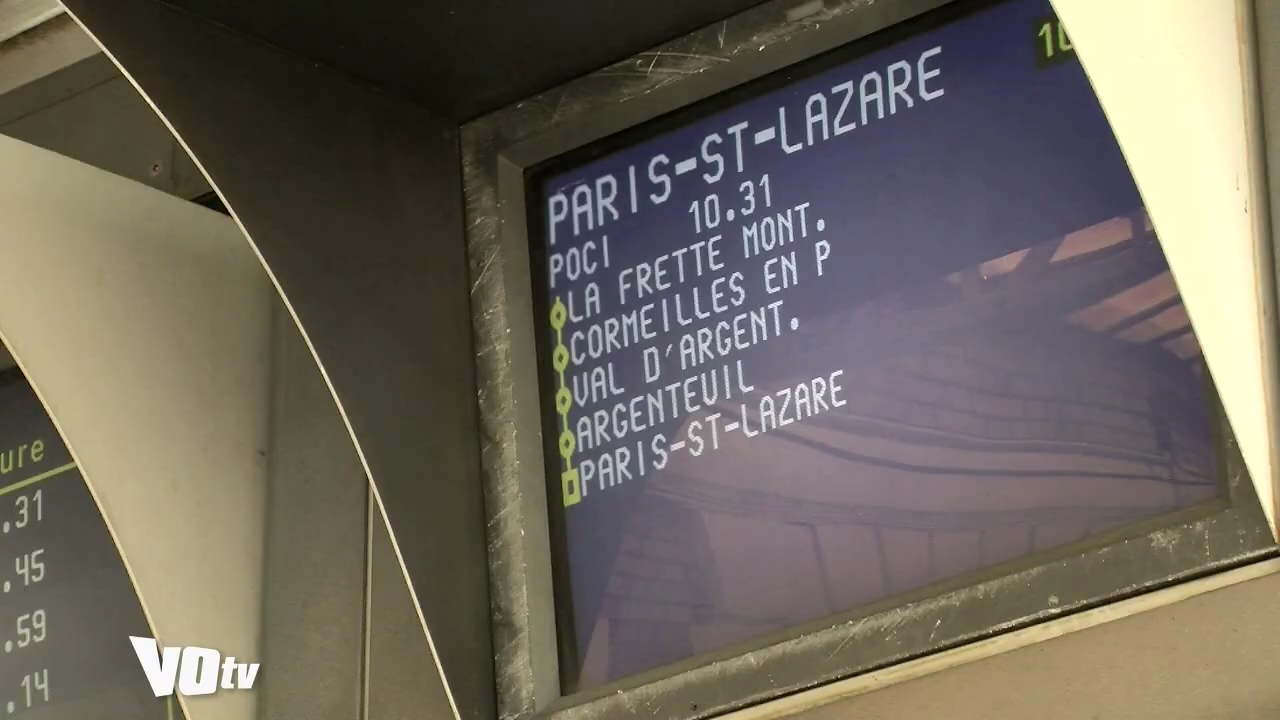 PARIS-ST-LAZARE
POCI 10.31
LA FRETTE MONT.
CORMEILLES EN P
VAL D'ARGENT.
ARGENTEUIL
PARIS-ST-LAZARE
ure
.31
.45
.59
.14
VOtv